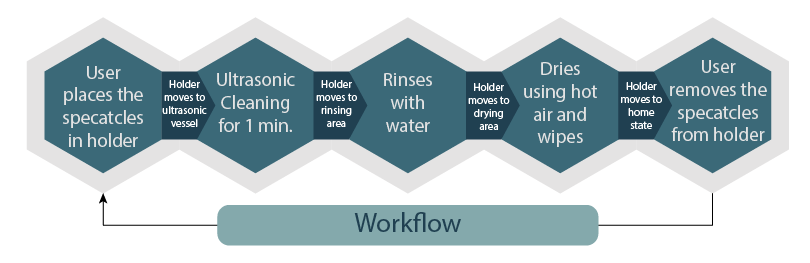 User
places the
specatcles
in holder
Holder
moves to
ultrasonic
vessel
Ultrasonic
Cleaning
for 1 min.
Holder
moves to
rinsing
area
Rinses
with
water
Holder
moves to
drying
area
Dries
using hot
air and
wipes
Holder
moves to
home
state
User
removes the
specatcles
from holder
Workflow